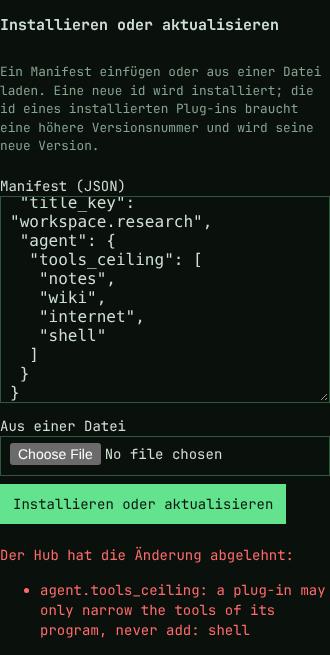 Installieren oder aktualisieren
Ein Manifest einfügen oder aus einer Datei
laden. Eine neue id wird installiert; die
id eines installierten Plug-ins braucht
eine höhere Versionsnummer und wird seine
neue Version.
Manifest (JSON)
"title_key":
"workspace.research",
"agent": {
"tools_ceiling": [
"notes",
"wiki",
"internet",
"shell"
]
}
}
Aus einer Datei
Choose File No file chosen
Installieren oder aktualisieren
Der Hub hat die Änderung abgelehnt:
• agent.tools_ceiling: a plug-in may
only narrow the tools of its
program, never add: shell